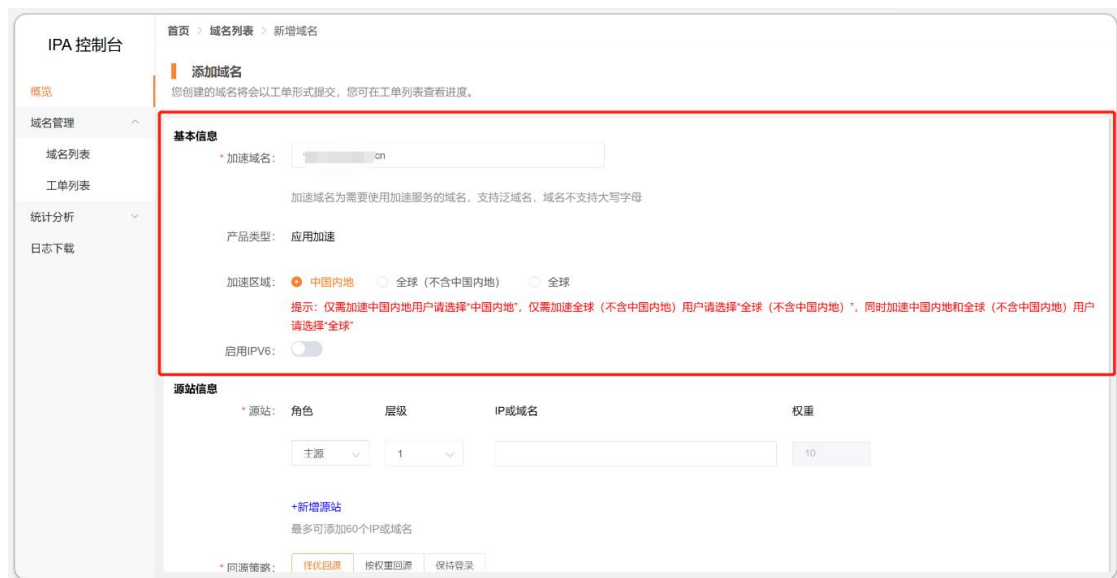 IPA 控制台
概览
域名管理
域名列表
工单列表
统计分析
日志下载
首页 > 域名列表 > 新增域名
添加域名
您创建的域名将会以工单形式提交，您可在工单列表查看进度。
基本信息
* 加速域名： cn
加速域名为需要使用加速服务的域名，支持泛域名，域名不支持大写字母
产品类型： 应用加速
加速区域： 中国内地 全球（不含中国内地） 全球
提示：仅需加速中国内地用户请选择“中国内地”，仅需加速全球（不含中国内地）用户请选择“全球（不含中国内地）”，同时加速中国内地和全球（不含中国内地）用户
请选择“全球”
启用IPV6：
源站信息
* 源站： 角色 层级 IP或域名 权重
主源 1 10
+新增源站
最多可添加60个IP或域名
* 回源策略： 择优回源 按权重回源 保持登录